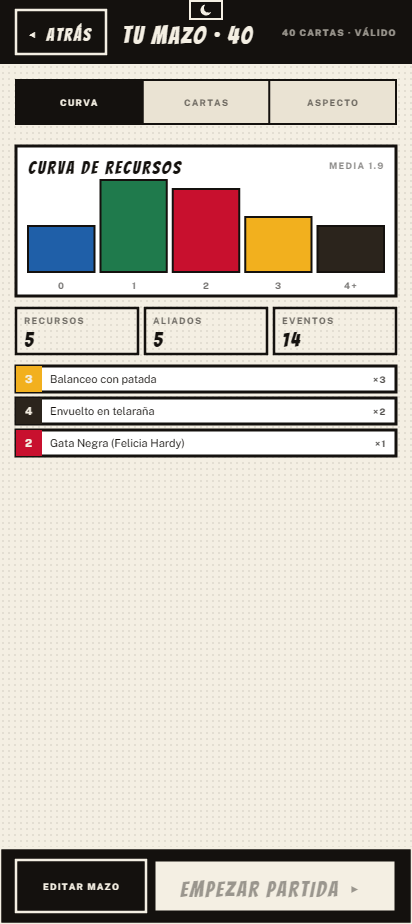 ◂ ATRÁS
TU MAZO • 40
40 CARTAS · VÁLIDO
CURVA
CARTAS
ASPECTO
CURVA DE RECURSOS
MEDIA 1.9
0
1
2
3
4+
RECURSOS
5
ALIADOS
5
EVENTOS
14
3 Balanceo con patada ×3
4 Envuelto en telaraña ×2
2 Gata Negra (Felicia Hardy) ×1
EDITAR MAZO
EMPEZAR PARTIDA ▸